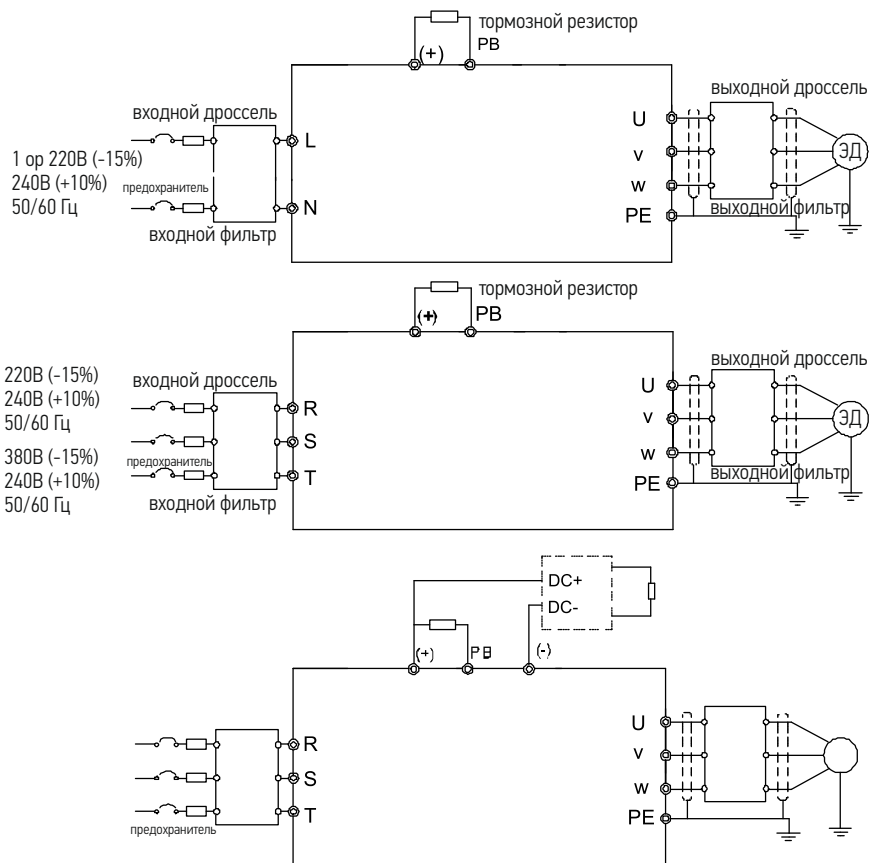 тормозной резистор
(+)
PB
входной дроссель
выходной дроссель
1 ор 220В (-15%)
240В (+10%)
50/60 Гц
предохранитель
L
N
входной фильтр
U
v
w
PE
ЭД
выходной фильтр
тормозной резистор
(+)
PB
220В (-15%)
240В (+10%)
50/60 Гц
380В (-15%)
240В (+10%)
50/60 Гц
входной дроссель
предохранитель
входной фильтр
R
S
T
выходной дроссель
U
v
w
PE
ЭД
выходной фильтр
DC+
DC-
(+)
PB
(-)
R
S
T
предохранитель
U
v
w
PE